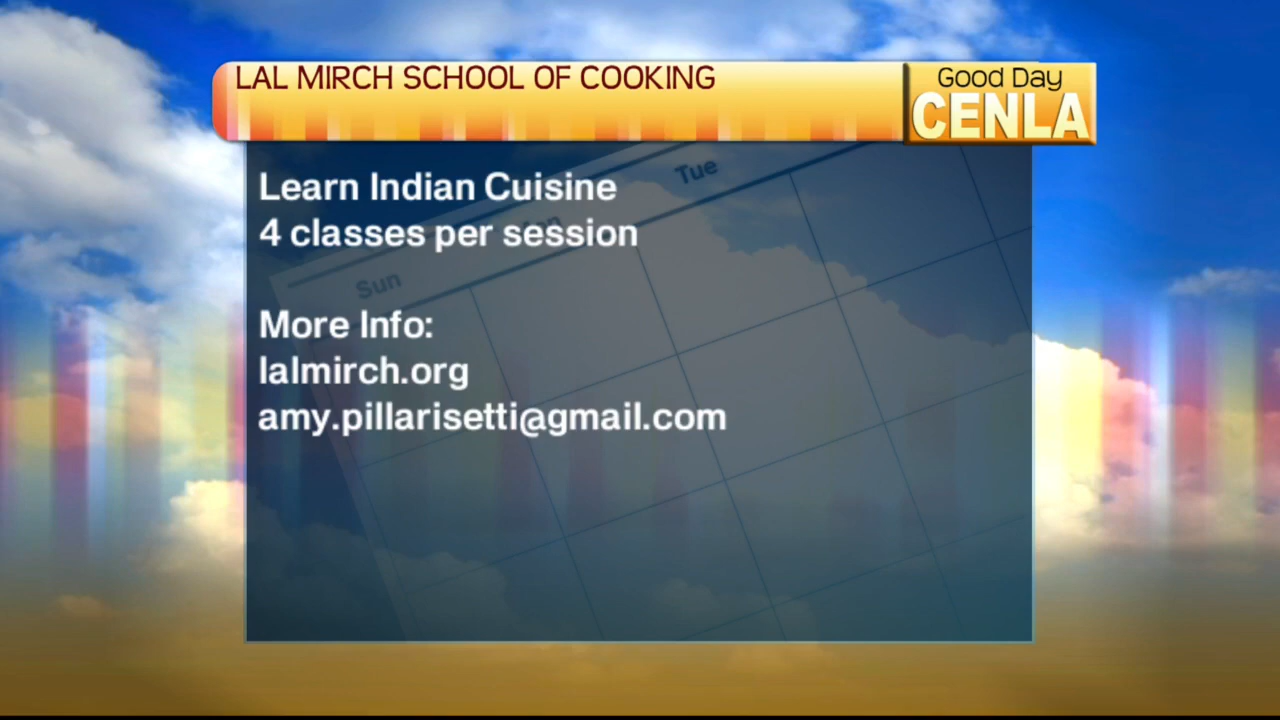 LAL MIRCH SCHOOL OF COOKING
Good Day
CENLA
Tue
Mon
Sun
Learn Indian Cuisine
4 classes per session
More Info:
lalmirch.org
amy.pillarisetti@gmail.com